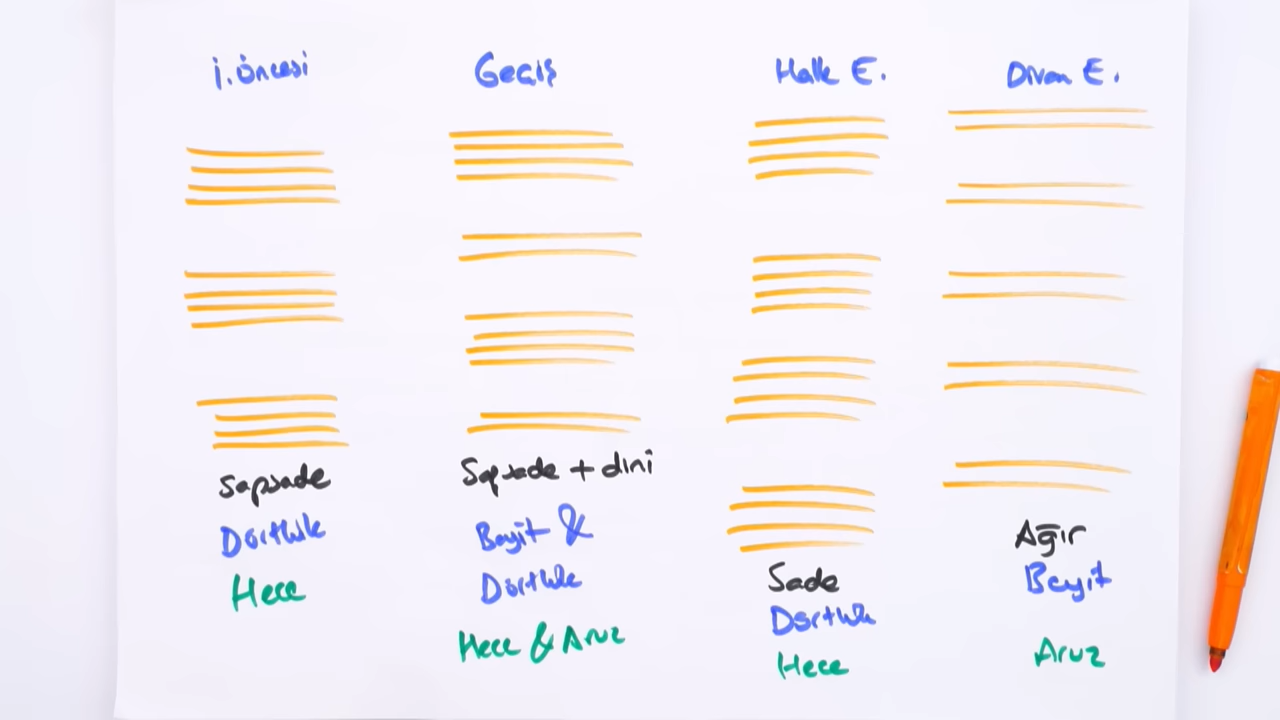 İ. Öncesi
Sapsade
Dörtlük
Hece
Geçiş
Sapsade + dini
Beyit &
Dörtlük
Hece & Aruz
Halk E.
Sade
Dörtlük
Hece
Divan E.
Ağır
Beyit
Aruz